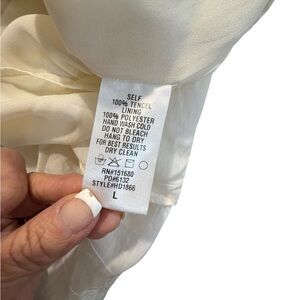 SELF
100% TENCEL
LINING
100% POLYESTER
HAND WASH COLD
DO NOT BLEACH
HANG TO DRY
FOR BEST RESULTS
DRY CLEAN
RN#151680
PO#6132
STYLE#HD1866
L